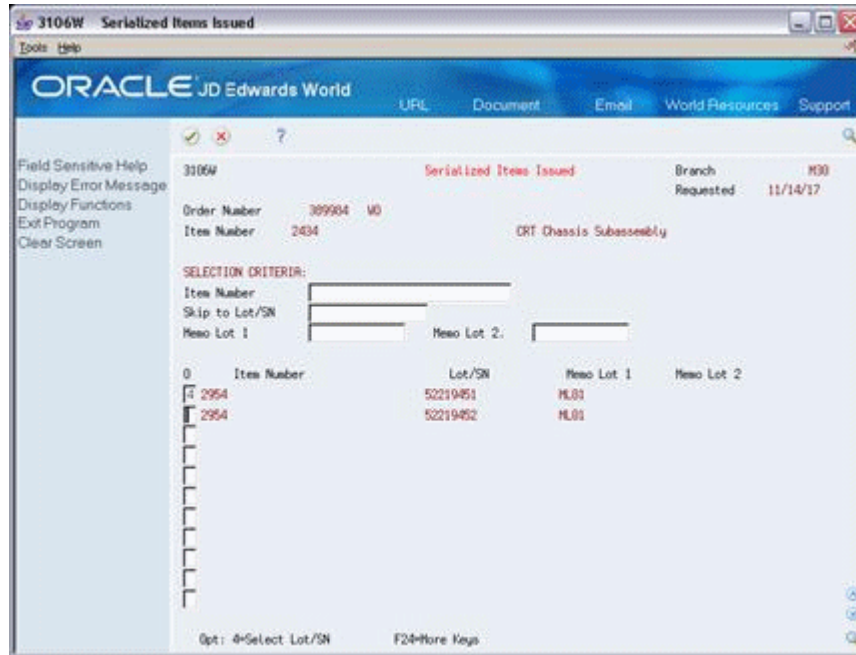 3106W Serialized Items Issued
Tools Help
ORACLE JD Edwards World
URL Document Email World Resources Support
?
Field Sensitive Help
Display Error Message
Display Functions
Exit Program
Clear Screen
3106W Serialized Items Issued Branch M30
Requested 11/14/17
Order Number 389984 WO
Item Number 2434 CRT Chassis Subassembly
SELECTION CRITERIA:
Item Number
Skip to Lot/SN
Memo Lot 1 Memo Lot 2.
O Item Number Lot/SN Memo Lot 1 Memo Lot 2
4 2954 52219451 ML01
2954 52219452 ML01
Opt: 4=Select Lot/SN F24=More Keys